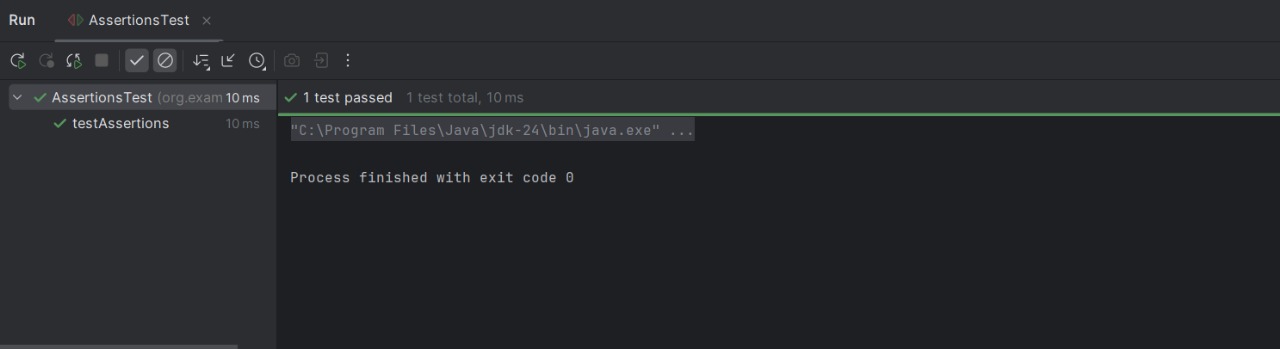 Run AssertionsTest
AssertionsTest (org.exam 10 ms
1 test passed 1 test total, 10 ms
testAssertions 10 ms
"C:\Program Files\Java\jdk-24\bin\java.exe" ...
Process finished with exit code 0